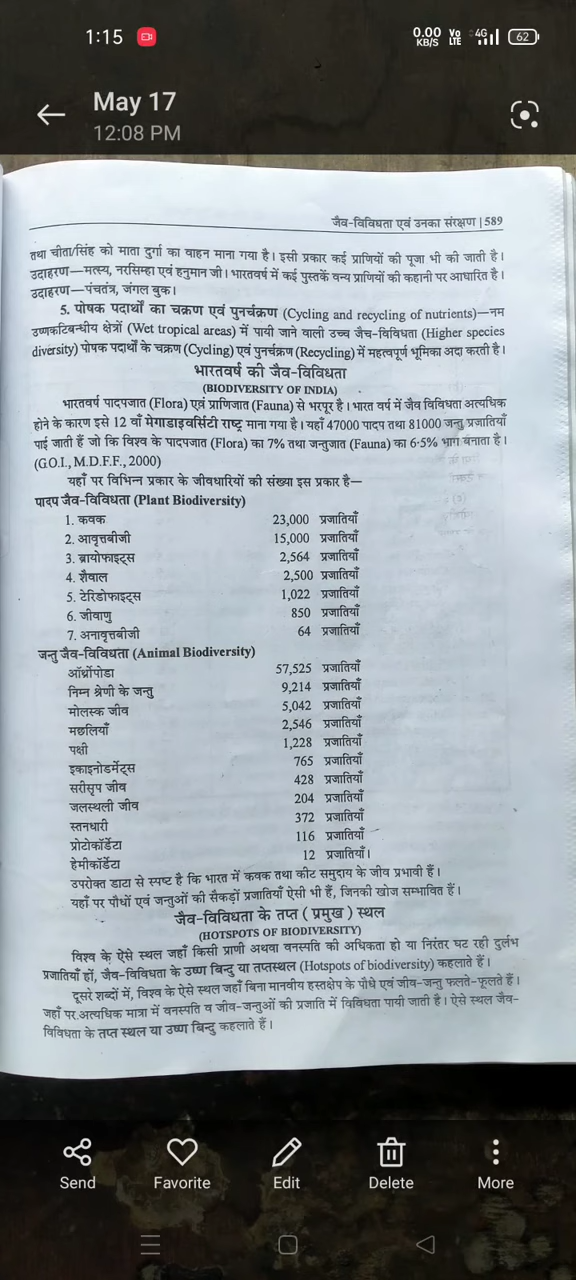 1:15
0.00 KB/S Vo LTE 4G 62
May 17
12:08 PM
जैव-विविधता एवं उनका संरक्षण | 589
तथा चीता/सिंह को माता दुर्गा का वाहन माना गया है। इसी प्रकार कई प्राणियों की पूजा भी की जाती है।
उदाहरण—मत्स्य, नरसिम्हा एवं हनुमान जी। भारतवर्ष में कई पुस्तकें वन्य प्राणियों की कहानी पर आधारित है।
उदाहरण—पंचतंत्र, जंगल बुक।
5. पोषक पदार्थों का चक्रण एवं पुनर्चक्रण (Cycling and recycling of nutrients)—नम
उष्णकटिबन्धीय क्षेत्रों (Wet tropical areas) में पायी जाने वाली उच्च जैव-विविधता (Higher species
diversity) पोषक पदार्थों के चक्रण (Cycling) एवं पुनर्चक्रण (Recycling) में महत्वपूर्ण भूमिका अदा करती है।
भारतवर्ष की जैव-विविधता
(BIODIVERSITY OF INDIA)
भारतवर्ष पादपजात (Flora) एवं प्राणिजात (Fauna) से भरपूर है। भारत वर्ष में जैव विविधता अत्यधिक
होने के कारण इसे 12 वाँ मेगाडाइवर्सिटी राष्ट्र माना गया है। यहाँ 47000 पादप तथा 81000 जन्तु प्रजातियाँ
पाई जाती हैं जो कि विश्व के पादपजात (Flora) का 7% तथा जन्तुजात (Fauna) का 6·5% भाग बनाता है।
(G.O.I., M.D.F.F., 2000)
यहाँ पर विभिन्न प्रकार के जीवधारियों की संख्या इस प्रकार है—
पादप जैव-विविधता (Plant Biodiversity)
1. कवक 23,000 प्रजातियाँ
2. आवृत्तबीजी 15,000 प्रजातियाँ
3. ब्रायोफाइट्स 2,564 प्रजातियाँ
4. शैवाल 2,500 प्रजातियाँ
5. टेरिडोफाइट्स 1,022 प्रजातियाँ
6. जीवाणु 850 प्रजातियाँ
7. अनावृत्तबीजी 64 प्रजातियाँ
जन्तु जैव-विविधता (Animal Biodiversity)
ऑर्थ्रोपोडा 57,525 प्रजातियाँ
निम्न श्रेणी के जन्तु 9,214 प्रजातियाँ
मोलस्क जीव 5,042 प्रजातियाँ
मछलियाँ 2,546 प्रजातियाँ
पक्षी 1,228 प्रजातियाँ
इकाइनोडर्मेट्स 765 प्रजातियाँ
सरीसृप जीव 428 प्रजातियाँ
जलस्थली जीव 204 प्रजातियाँ
स्तनधारी 372 प्रजातियाँ
प्रोटोकॉर्डेटा 116 प्रजातियाँ
हेमीकॉर्डेटा 12 प्रजातियाँ।
उपरोक्त डाटा से स्पष्ट है कि भारत में कवक तथा कीट समुदाय के जीव प्रभावी हैं।
यहाँ पर पौधों एवं जन्तुओं की सैकड़ों प्रजातियाँ ऐसी भी हैं, जिनकी खोज सम्भावित हैं।
जैव-विविधता के तप्त ( प्रमुख ) स्थल
(HOTSPOTS OF BIODIVERSITY)
विश्व के ऐसे स्थल जहाँ किसी प्राणी अथवा वनस्पति की अधिकता हो या निरंतर घट रही दुर्लभ
प्रजातियाँ हों, जैव-विविधता के उष्ण बिन्दु या तप्तस्थल (Hotspots of biodiversity) कहलाते हैं।
दूसरे शब्दों में, विश्व के ऐसे स्थल जहाँ बिना मानवीय हस्तक्षेप के पौधे एवं जीव-जन्तु फलते-फूलते हैं।
जहाँ पर अत्यधिक मात्रा में वनस्पति व जीव-जन्तुओं की प्रजाति में विविधता पायी जाती है। ऐसे स्थल जैव-
विविधता के तप्त स्थल या उष्ण बिन्दु कहलाते हैं।
Send Favorite Edit Delete More